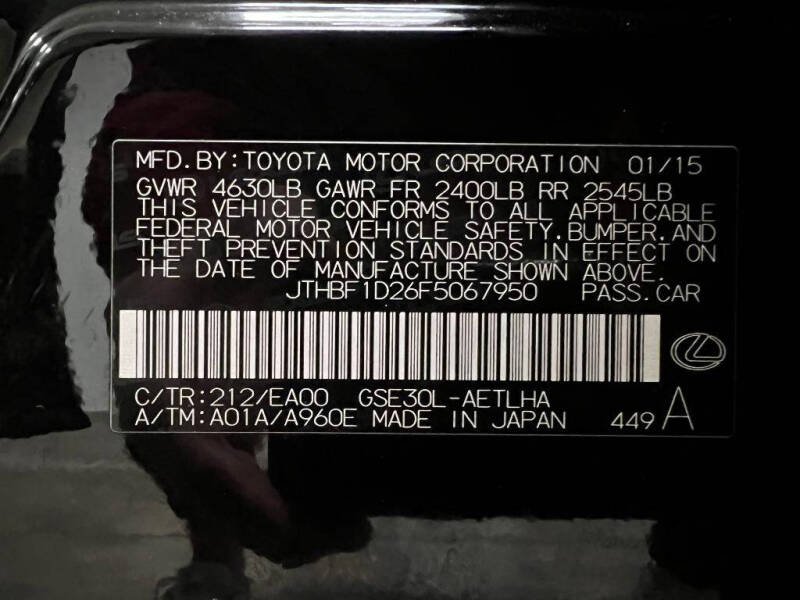 MFD.BY:TOYOTA MOTOR CORPORATION 01/15
GVWR 4630LB GAWR FR 2400LB RR 2545LB
THIS VEHICLE CONFORMS TO ALL APPLICABLE
FEDERAL MOTOR VEHICLE SAFETY,BUMPER,AND
THEFT PREVENTION STANDARDS IN EFFECT ON
THE DATE OF MANUFACTURE SHOWN ABOVE.
JTHBF1D26F5067950 PASS.CAR
C/TR:212/EA00 GSE30L-AETLHA
A/TM:A01A/A960E MADE IN JAPAN 449 A